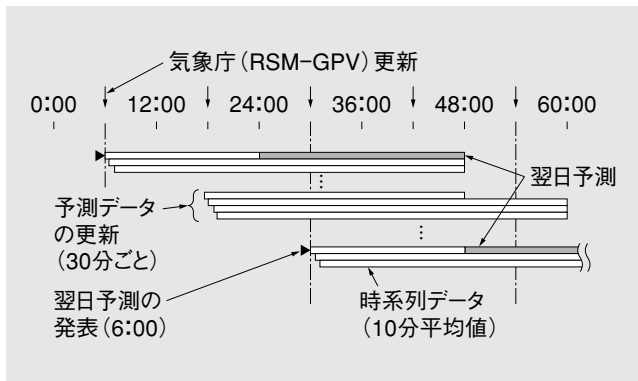 気象庁（RSM-GPV）更新
0:00 12:00 24:00 36:00 48:00 60:00
翌日予測
予測データ
の更新
（30分ごと）
翌日予測の
発表（6:00）
時系列データ
（10分平均値）